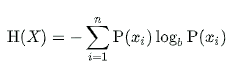 H(X) = − ∑_{i=1}^{n} P(x_i) log_b P(x_i)